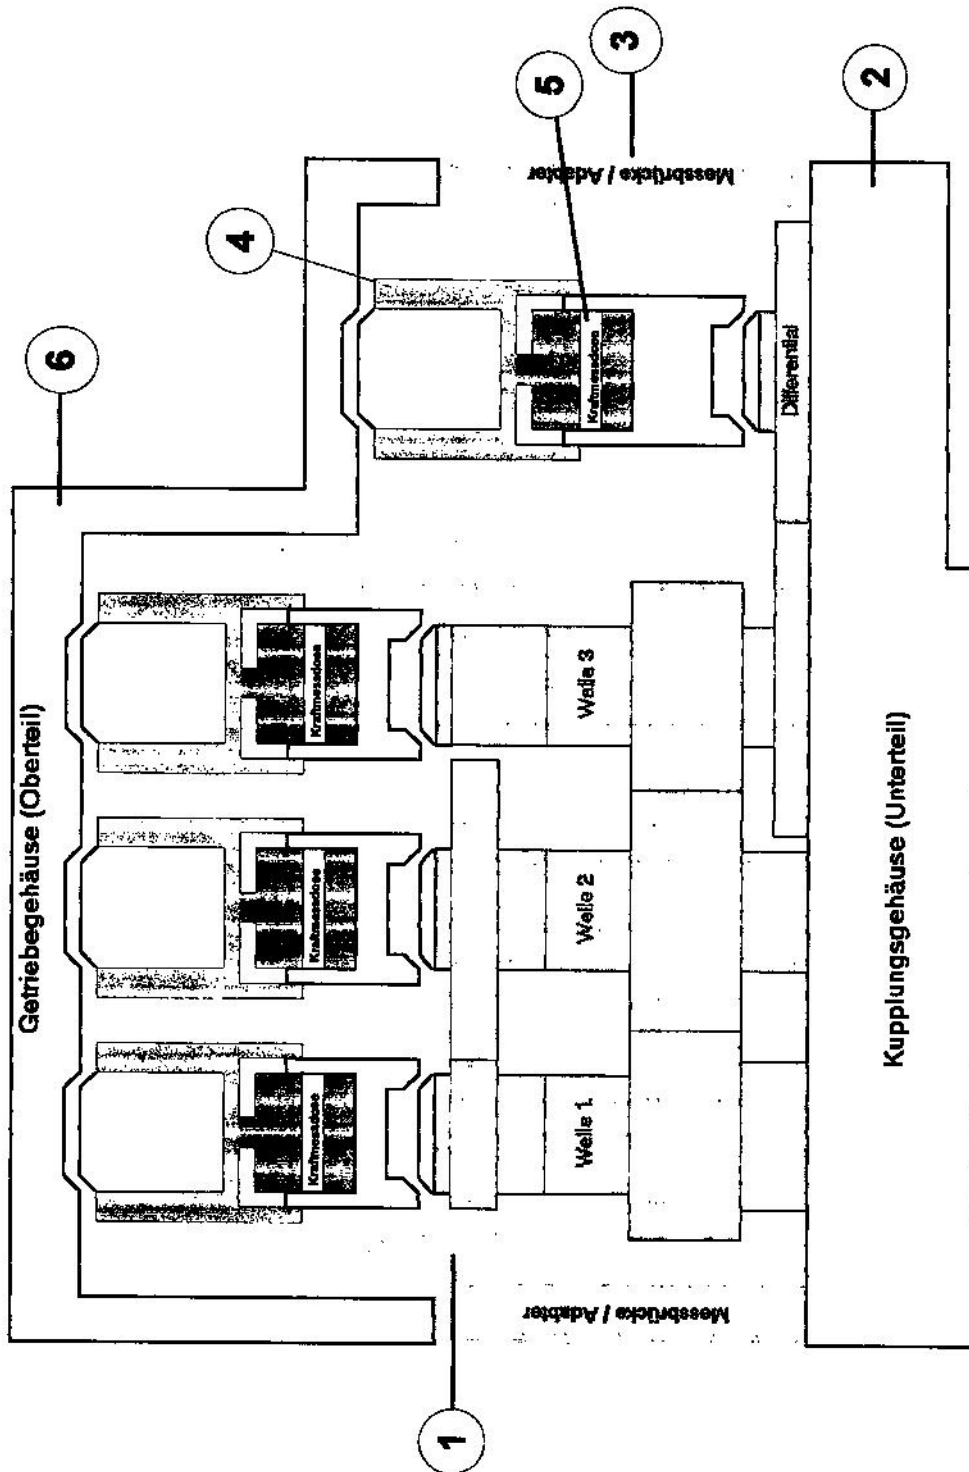 Getriebegehäuse (Oberteil)
6
4
5
3
2
1
Kraftmessdose
Kraftmessdose
Kraftmessdose
Kraftmessdose
Messbrücke / Adapter
Messbrücke / Adapter
Welle 1
Welle 2
Welle 3
Differential
Kupplungsgehäuse (Unterteil)